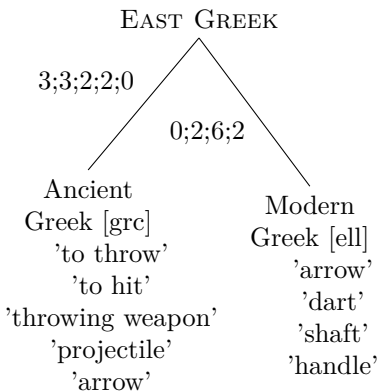 EAST GREEK
3;3;2;2;0
0;2;6;2
Ancient
Greek [grc]
'to throw'
'to hit'
'throwing weapon'
'projectile'
'arrow'
Modern
Greek [ell]
'arrow'
'dart'
'shaft'
'handle'